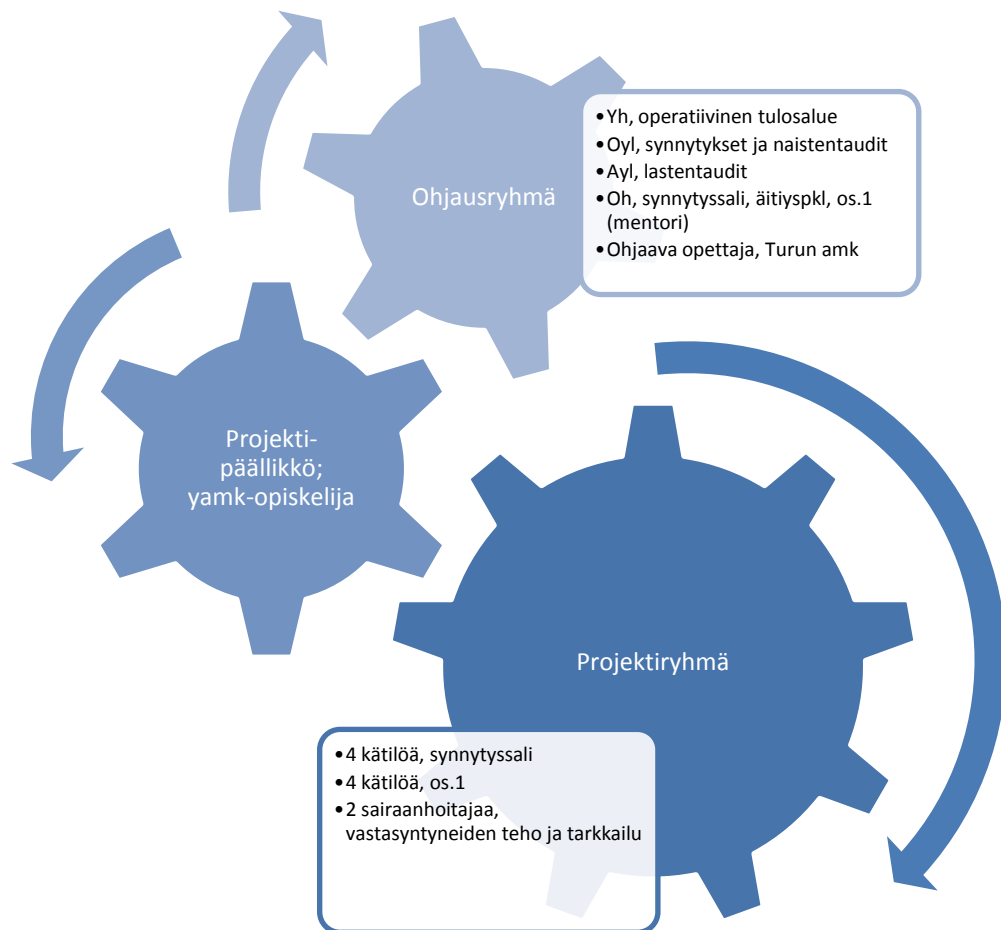 Ohjausryhmä
•Yh, operatiivinen tulosalue
•Oyl, synnytykset ja naistentaudit
•Ayl, lastentaudit
•Oh, synnytyssali, äitiyspkl, os.1
(mentori)
•Ohjaava opettaja, Turun amk
Projekti-
päällikkö;
yamk-opiskelija
Projektiryhmä
•4 kätilöä, synnytyssali
•4 kätilöä, os.1
•2 sairaanhoitajaa,
vastasyntyneiden teho ja tarkkailu